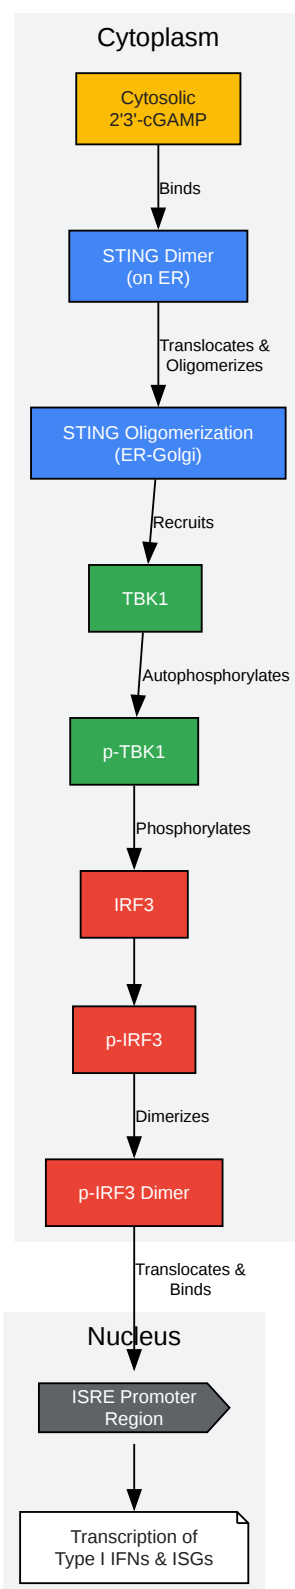 Cytoplasm
Cytosolic
2'3'-cGAMP
Binds
STING Dimer
(on ER)
Translocates &
Oligomerizes
STING Oligomerization
(ER-Golgi)
Recruits
TBK1
Autophosphorylates
p-TBK1
Phosphorylates
IRF3
p-IRF3
Dimerizes
p-IRF3 Dimer
Translocates &
Binds
Nucleus
ISRE Promoter
Region
Transcription of
Type I IFNs & ISGs